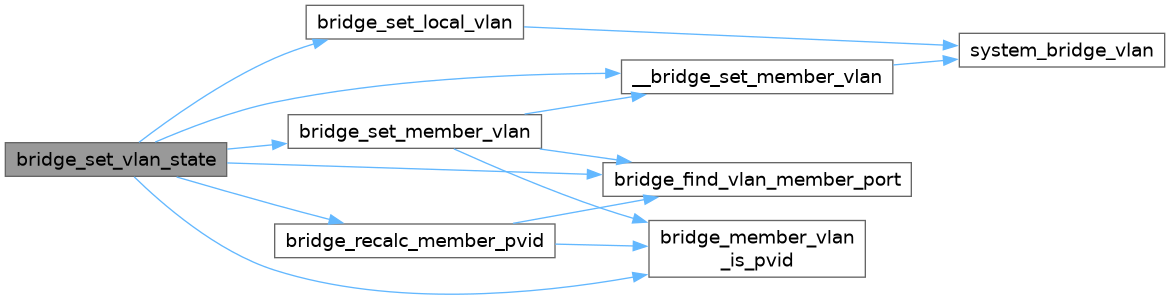 bridge_set_local_vlan
system_bridge_vlan
__bridge_set_member_vlan
bridge_set_member_vlan
bridge_set_vlan_state
bridge_find_vlan_member_port
bridge_recalc_member_pvid
bridge_member_vlan
_is_pvid